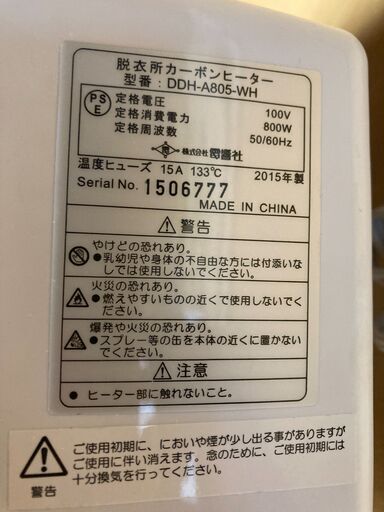 脱衣所カーボンヒーター
型番：DDH-A805-WH
PSE
定格電圧 100V
定格消費電力 800W
定格周波数 50/60Hz
株式会社
温度ヒューズ 15A 133℃ 2015年製
Serial No. 1506777
MADE IN CHINA
警告
やけどの恐れあり。
●乳幼児や身体の不自由な方には付添いな
しでは使用しないでください。
火災の恐れあり。
●燃えやすいものの近くで使用しないで
ください。
爆発や火災の恐れあり。
●スプレー等の缶を本体の近くに置かない
でください。
注意
● ヒーター部に触れないこと。
ご使用初期に、においや煙が少し出る事がありますが
ご使用に伴い消えます。念のために、ご使用初期には
十分換気を行ってください。
警告